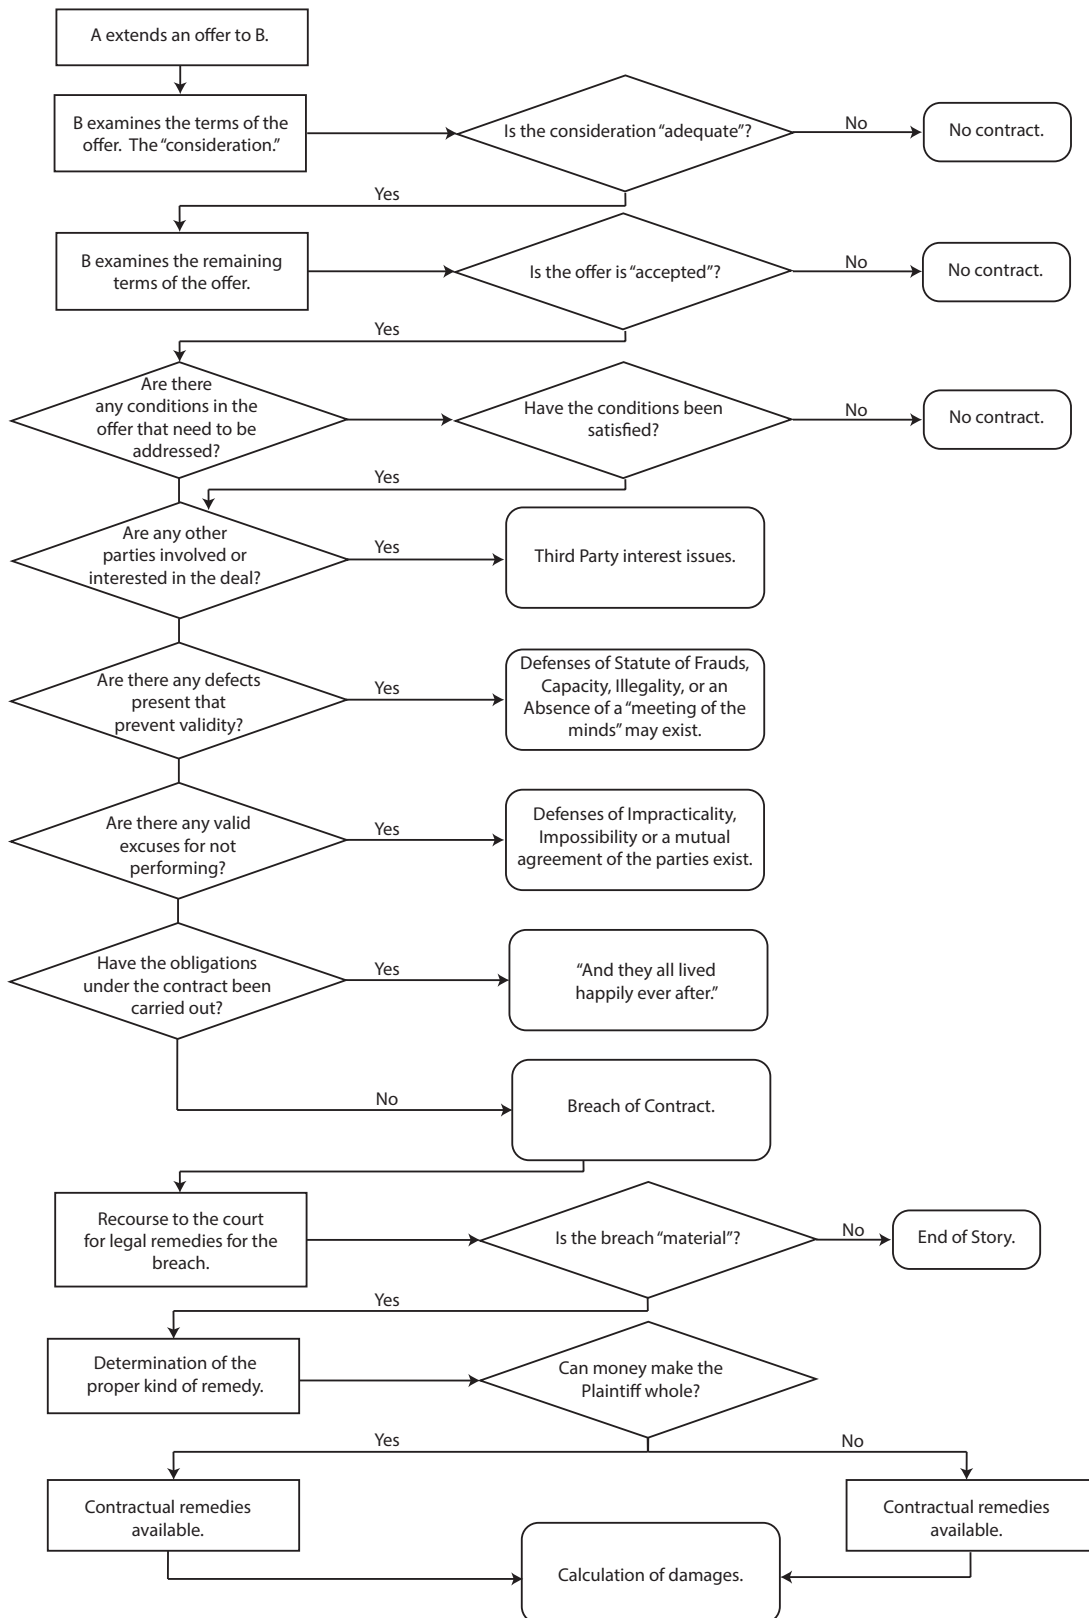 A extends an offer to B.
B examines the terms of the
offer. The “consideration.”
Is the consideration “adequate”?
No
No contract.
Yes
B examines the remaining
terms of the offer.
Is the offer is “accepted”?
No
No contract.
Yes
Are there
any conditions in the
offer that need to be
addressed?
Have the conditions been
satisfied?
No
No contract.
Yes
Are any other
parties involved or
interested in the deal?
Yes
Third Party interest issues.
Are there any defects
present that
prevent validity?
Yes
Defenses of Statute of Frauds,
Capacity, Illegality, or an
Absence of a “meeting of the
minds” may exist.
Are there any valid
excuses for not
performing?
Yes
Defenses of Impracticality,
Impossibility or a mutual
agreement of the parties exist.
Have the obligations
under the contract been
carried out?
Yes
“And they all lived
happily ever after.”
No
Breach of Contract.
Recourse to the court
for legal remedies for the
breach.
Is the breach “material”?
No
End of Story.
Yes
Determination of the
proper kind of remedy.
Can money make the
Plaintiff whole?
Yes
No
Contractual remedies
available.
Contractual remedies
available.
Calculation of damages.